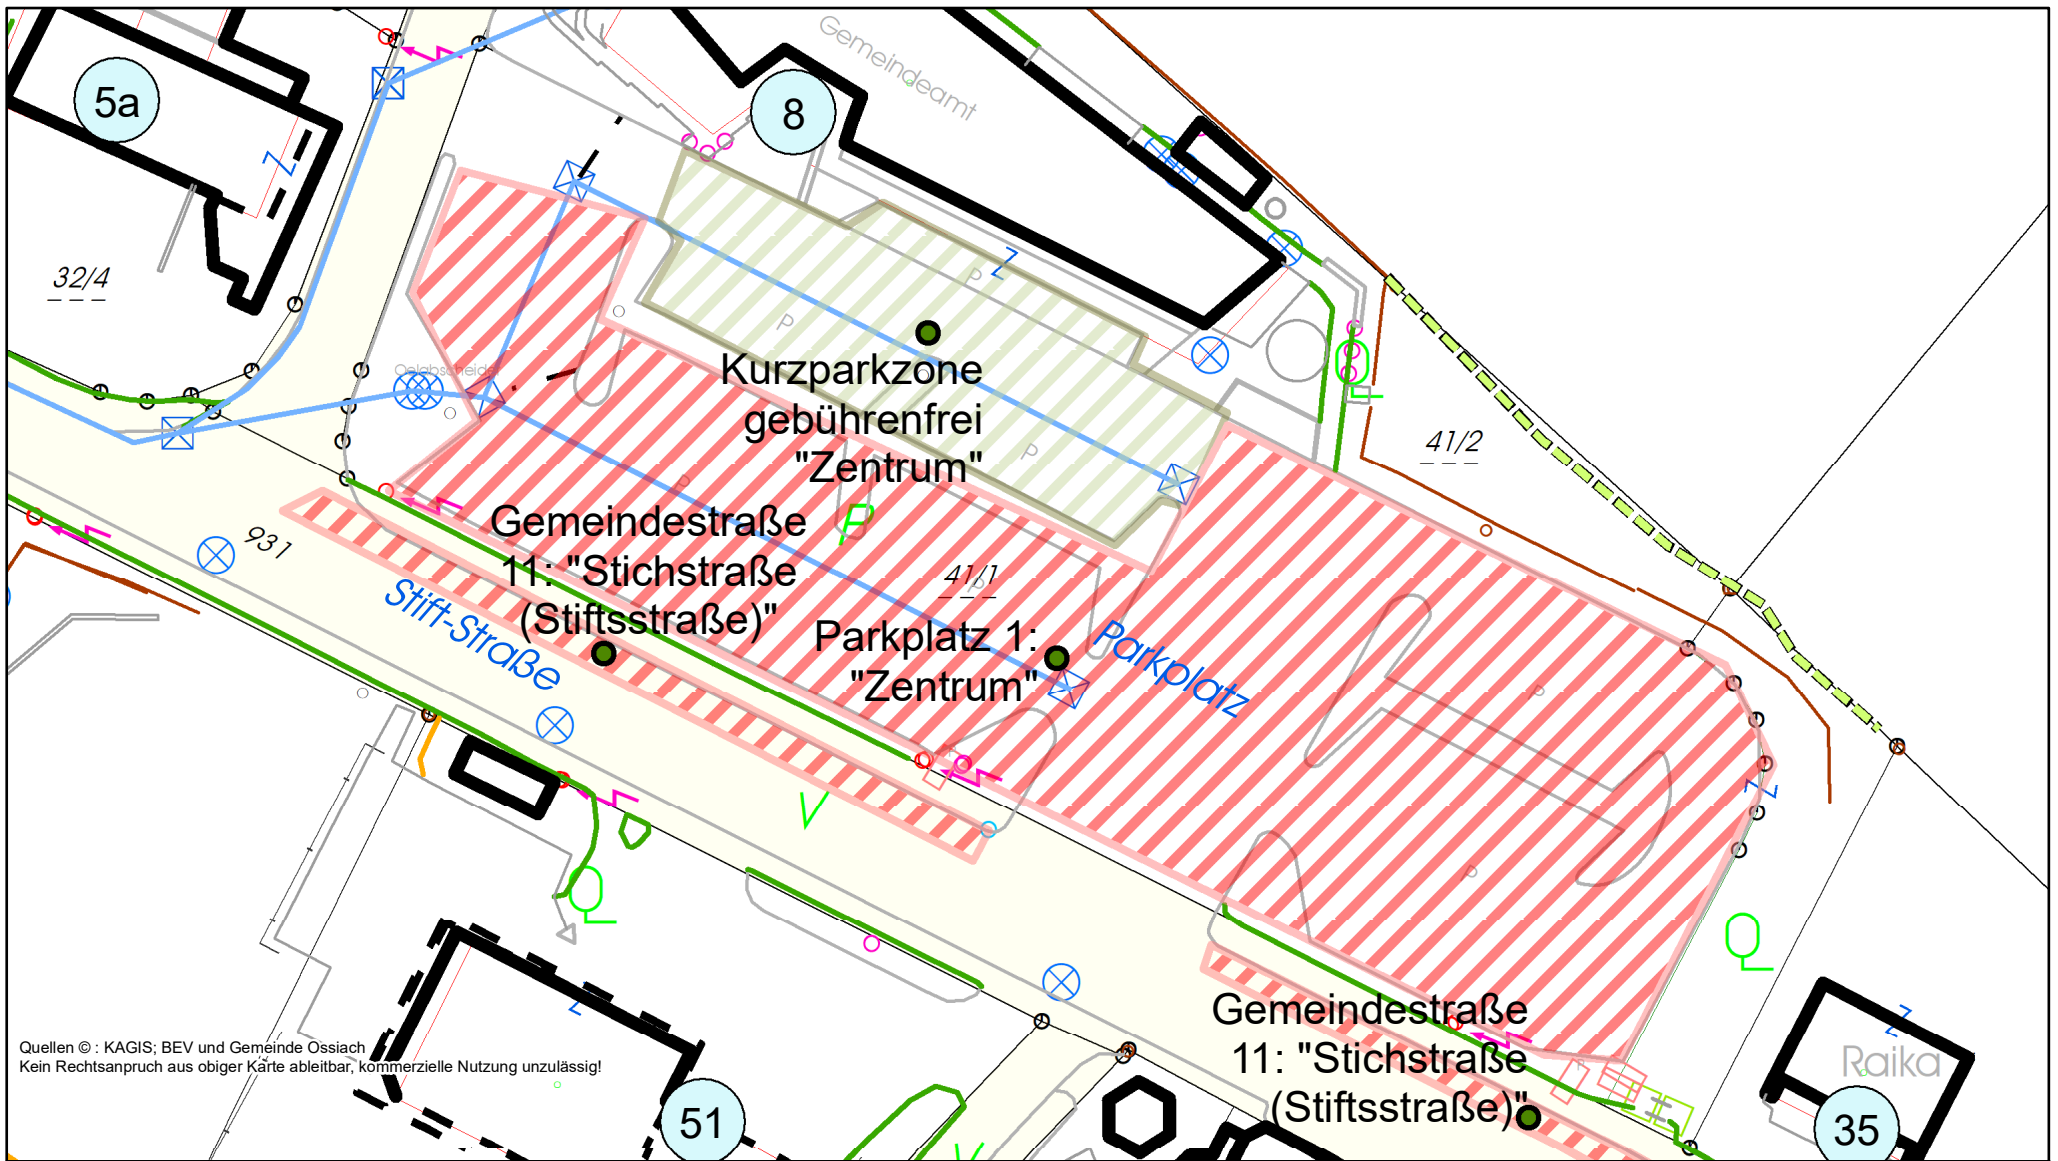 5a
8
Gemeindeamt
Z
32/4
Z
P
P
Oelabscheider
Kurzparkzone
gebührenfrei
"Zentrum"
41/2
P
P
P
931
Gemeindestraße
11: "Stichstraße
(Stiftsstraße)"
41/1
P
Stift-Straße
Parkplatz 1:
"Zentrum"
Parkplatz
P
Z
V
P
Z
Gemeindestraße
11: "Stichstraße
(Stiftsstraße)"
Z
Raika
Quellen © : KAGIS; BEV und Gemeinde Ossiach
Kein Rechtsanspruch aus obiger Karte ableitbar, kommerzielle Nutzung unzulässig!
51
35
V